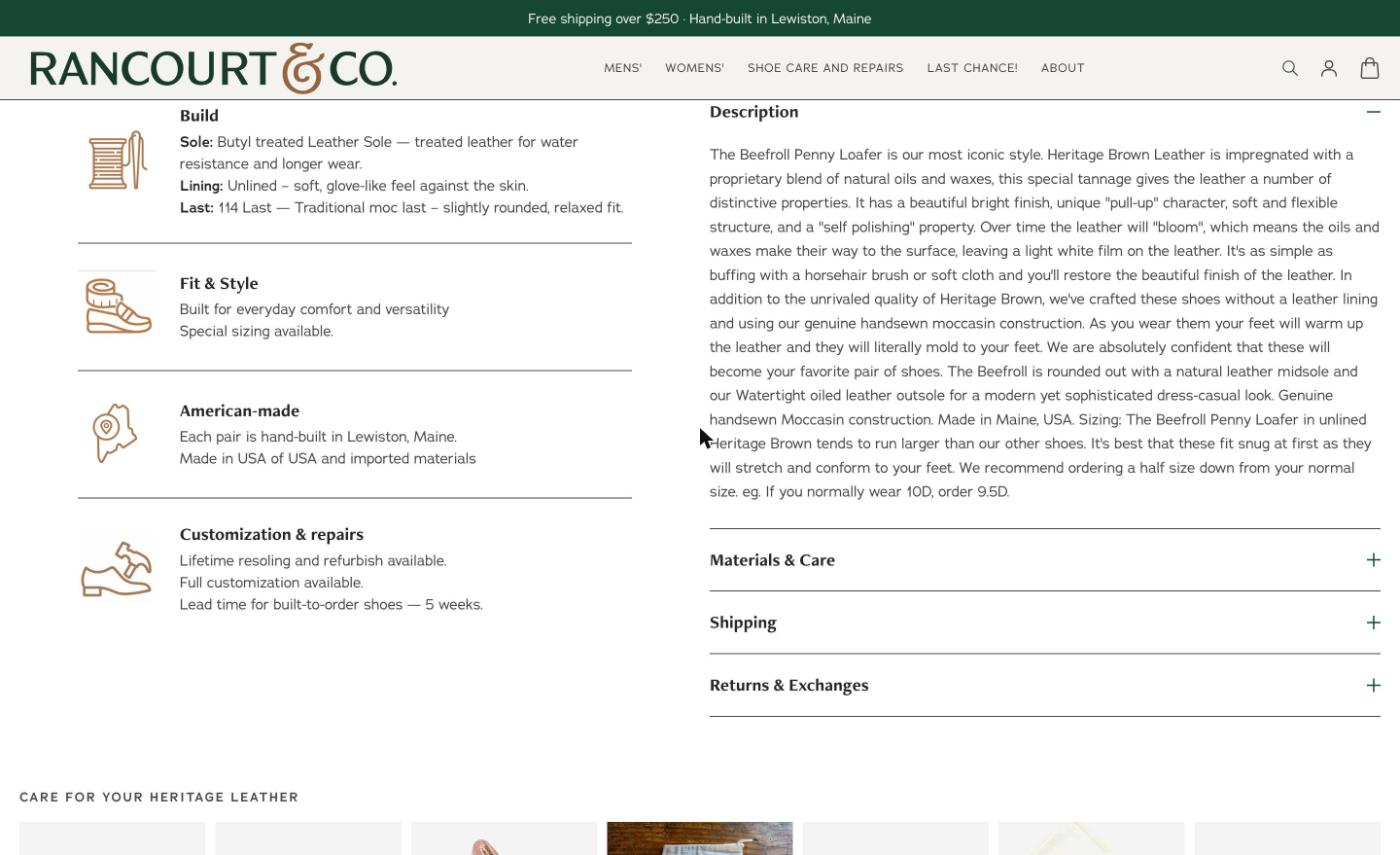 Free shipping over $250 · Hand-built in Lewiston, Maine
RANCOURT & CO.
MENS' WOMENS' SHOE CARE AND REPAIRS LAST CHANCE! ABOUT
Build
Sole: Butyl treated Leather Sole — treated leather for water
resistance and longer wear.
Lining: Unlined – soft, glove-like feel against the skin.
Last: 114 Last — Traditional moc last – slightly rounded, relaxed fit.
Fit & Style
Built for everyday comfort and versatility
Special sizing available.
American-made
Each pair is hand-built in Lewiston, Maine.
Made in USA of USA and imported materials
Customization & repairs
Lifetime resoling and refurbish available.
Full customization available.
Lead time for built-to-order shoes — 5 weeks.
Description
The Beefroll Penny Loafer is our most iconic style. Heritage Brown Leather is impregnated with a
proprietary blend of natural oils and waxes, this special tannage gives the leather a number of
distinctive properties. It has a beautiful bright finish, unique "pull-up" character, soft and flexible
structure, and a "self polishing" property. Over time the leather will "bloom", which means the oils and
waxes make their way to the surface, leaving a light white film on the leather. It's as simple as
buffing with a horsehair brush or soft cloth and you'll restore the beautiful finish of the leather. In
addition to the unrivaled quality of Heritage Brown, we've crafted these shoes without a leather lining
and using our genuine handsewn moccasin construction. As you wear them your feet will warm up
the leather and they will literally mold to your feet. We are absolutely confident that these will
become your favorite pair of shoes. The Beefroll is rounded out with a natural leather midsole and
our Watertight oiled leather outsole for a modern yet sophisticated dress-casual look. Genuine
handsewn Moccasin construction. Made in Maine, USA. Sizing: The Beefroll Penny Loafer in unlined
Heritage Brown tends to run larger than our other shoes. It's best that these fit snug at first as they
will stretch and conform to your feet. We recommend ordering a half size down from your normal
size. eg. If you normally wear 10D, order 9.5D.
Materials & Care
Shipping
Returns & Exchanges
CARE FOR YOUR HERITAGE LEATHER